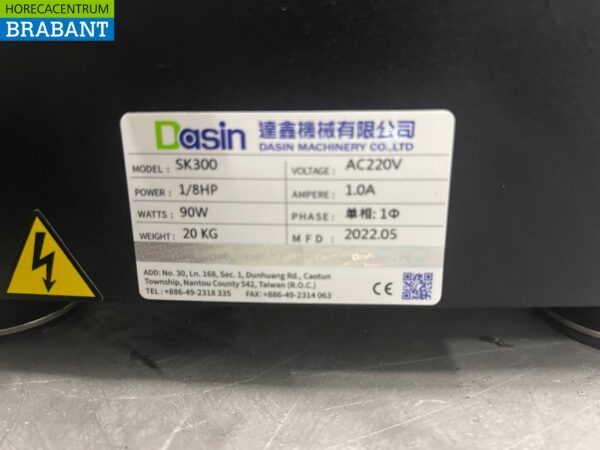 HORECACENTRUM
BRABANT
Dasin 達鑫機械有限公司
DASIN MACHINERY CO.,LTD
MODEL: SK300 VOLTAGE: AC220V
POWER: 1/8HP AMPERE: 1.0A
WATTS: 90W PHASE: 單相: 1Φ
WEIGHT: 20 KG MFD: 2022.05
ADD: No. 30, Ln. 168, Sec. 1, Dunhuang Rd., Caotun
Township, Nantou County 542, Taiwan (R.O.C.)
TEL: +886-49-2318 335 FAX:+886-49-2314 063
CE